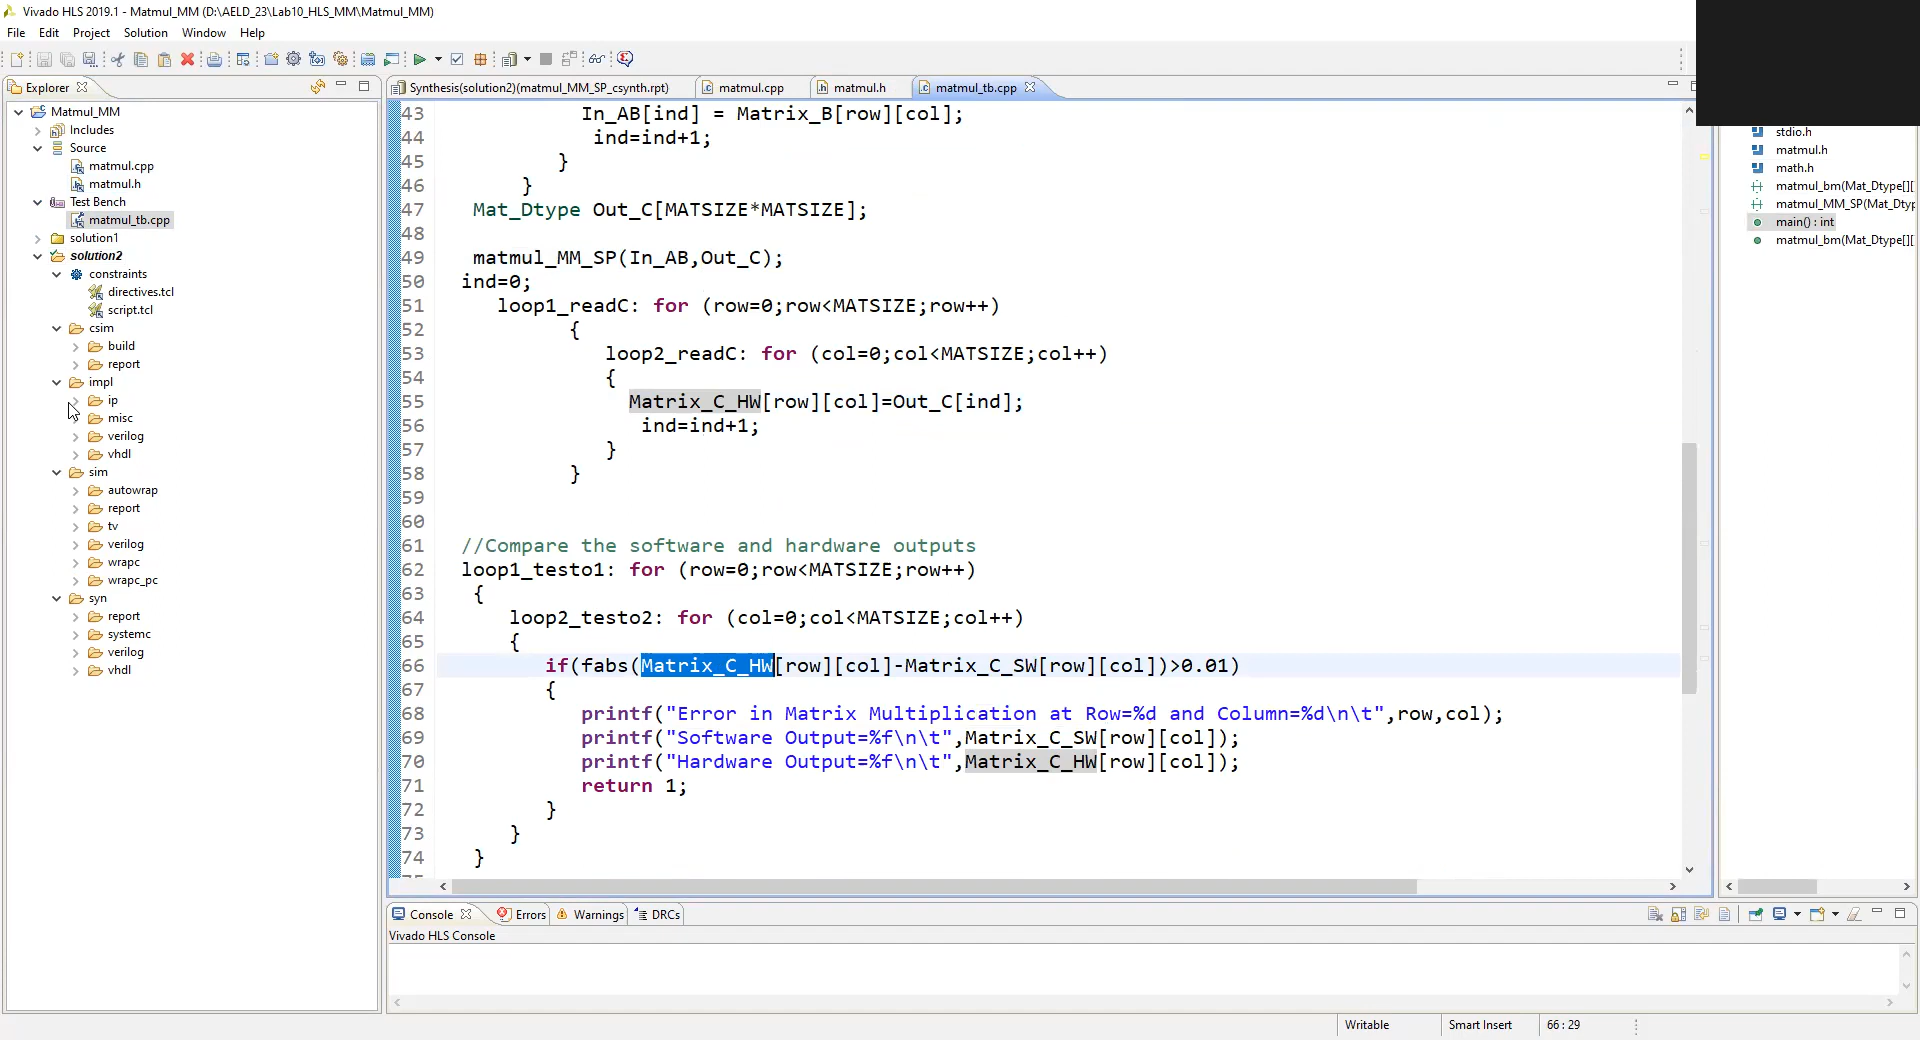 Vivado HLS 2019.1 - Matmul_MM (D:\AELD_23\Lab10_HLS_MM\Matmul_MM)
File Edit Project Solution Window Help
Explorer
Matmul_MM
Includes
Source
matmul.cpp
matmul.h
Test Bench
matmul_tb.cpp
solution1
solution2
constraints
directives.tcl
script.tcl
csim
build
report
impl
ip
misc
verilog
vhdl
sim
autowrap
report
tv
verilog
wrapc
wrapc_pc
syn
report
systemc
verilog
vhdl
Synthesis(solution2)(matmul_MM_SP_csynth.rpt) matmul.cpp matmul.h matmul_tb.cpp
43 In_AB[ind] = Matrix_B[row][col];
44 ind=ind+1;
45 }
46 }
47 Mat_Dtype Out_C[MATSIZE*MATSIZE];
48
49 matmul_MM_SP(In_AB,Out_C);
50 ind=0;
51 loop1_readC: for (row=0;row<MATSIZE;row++)
52 {
53 loop2_readC: for (col=0;col<MATSIZE;col++)
54 {
55 Matrix_C_HW[row][col]=Out_C[ind];
56 ind=ind+1;
57 }
58 }
59
60
61 //Compare the software and hardware outputs
62 loop1_testo1: for (row=0;row<MATSIZE;row++)
63 {
64 loop2_testo2: for (col=0;col<MATSIZE;col++)
65 {
66 if(fabs(Matrix_C_HW[row][col]-Matrix_C_SW[row][col])>0.01)
67 {
68 printf("Error in Matrix Multiplication at Row=%d and Column=%d\n\t",row,col);
69 printf("Software Output=%f\n\t",Matrix_C_SW[row][col]);
70 printf("Hardware Output=%f\n\t",Matrix_C_HW[row][col]);
71 return 1;
72 }
73 }
74 }
stdio.h
matmul.h
math.h
matmul_bm(Mat_Dtype[][
matmul_MM_SP(Mat_Dtyp
main() : int
matmul_bm(Mat_Dtype[][
Console Errors Warnings DRCs
Vivado HLS Console
Writable Smart Insert 66 : 29